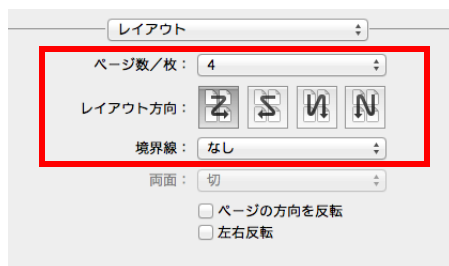 レイアウト
ページ数／枚： 4
レイアウト方向：
境界線： なし
両面： 切
ページの方向を反転
左右反転